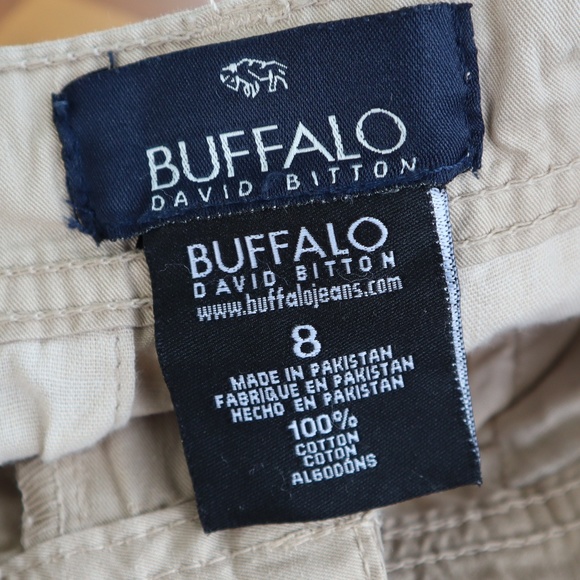 BUFFALO
DAVID BITTON
BUFFALO
DAVID BITTON
www.buffalojeans.com
8
MADE IN PAKISTAN
FABRIQUE EN PAKISTAN
HECHO EN PAKISTAN
100%
COTTON
COTON
ALGODÓNS